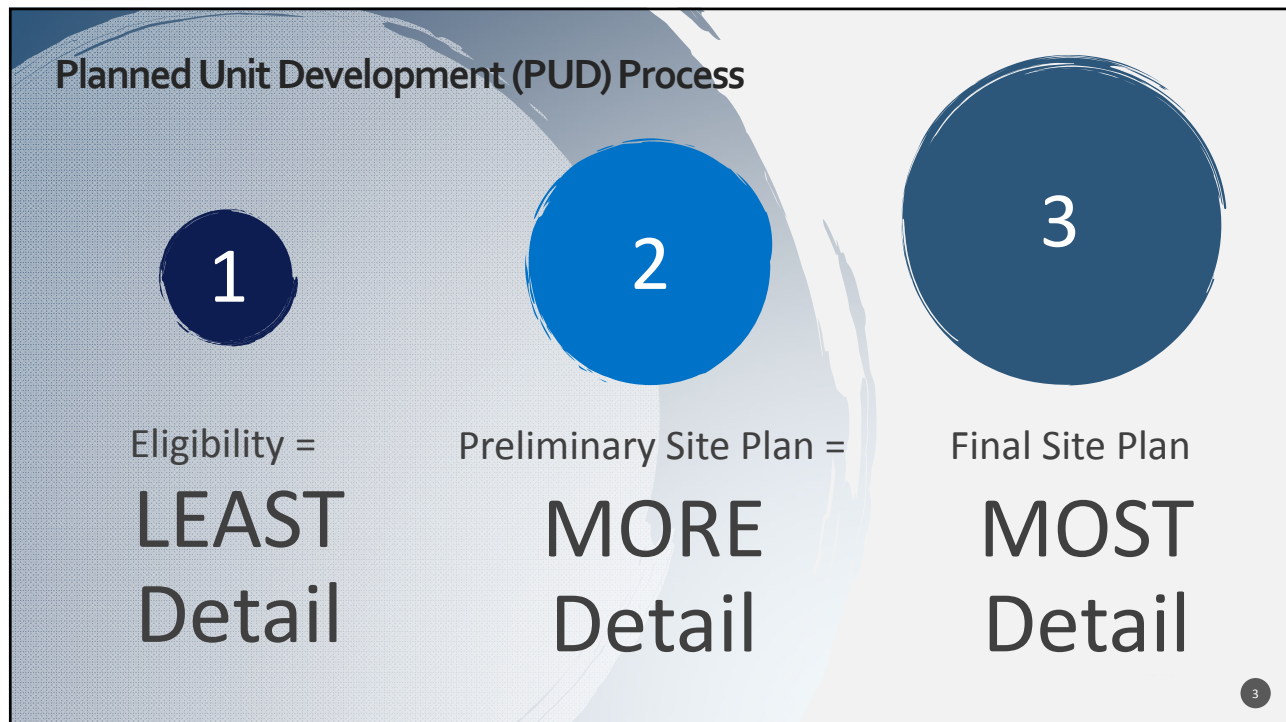 Planned Unit Development (PUD) Process
1
Eligibility =
LEAST
Detail
2
Preliminary Site Plan =
MORE
Detail
3
Final Site Plan
MOST
Detail
3